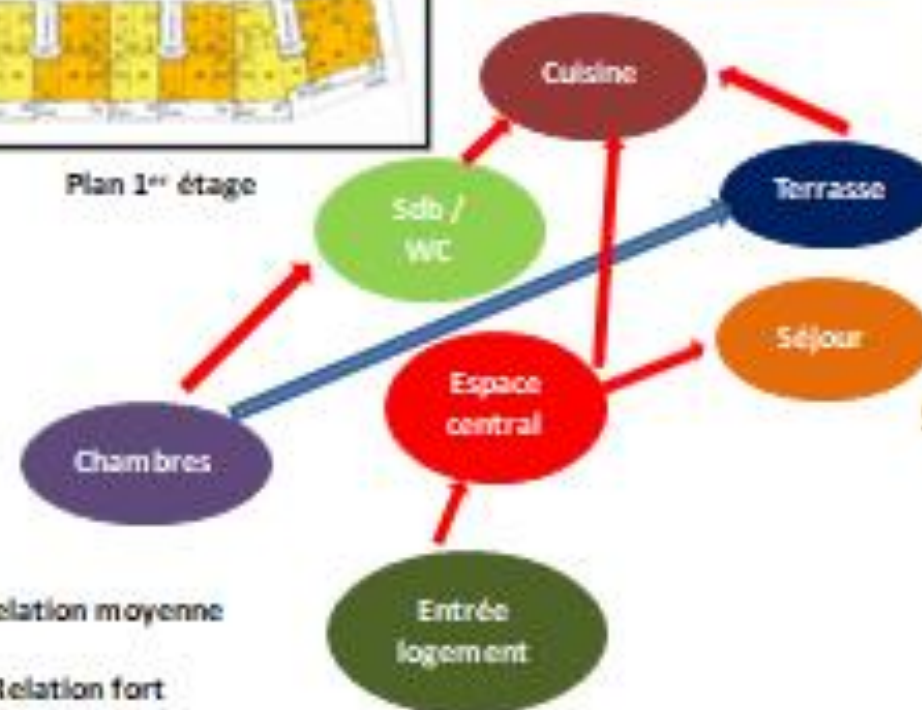 Cuisine
Plan 1er étage
Terrasse
Sdb /
WC
Séjour
Espace
central
Chambres
Entrée
logement
elation moyenne
Relation fort